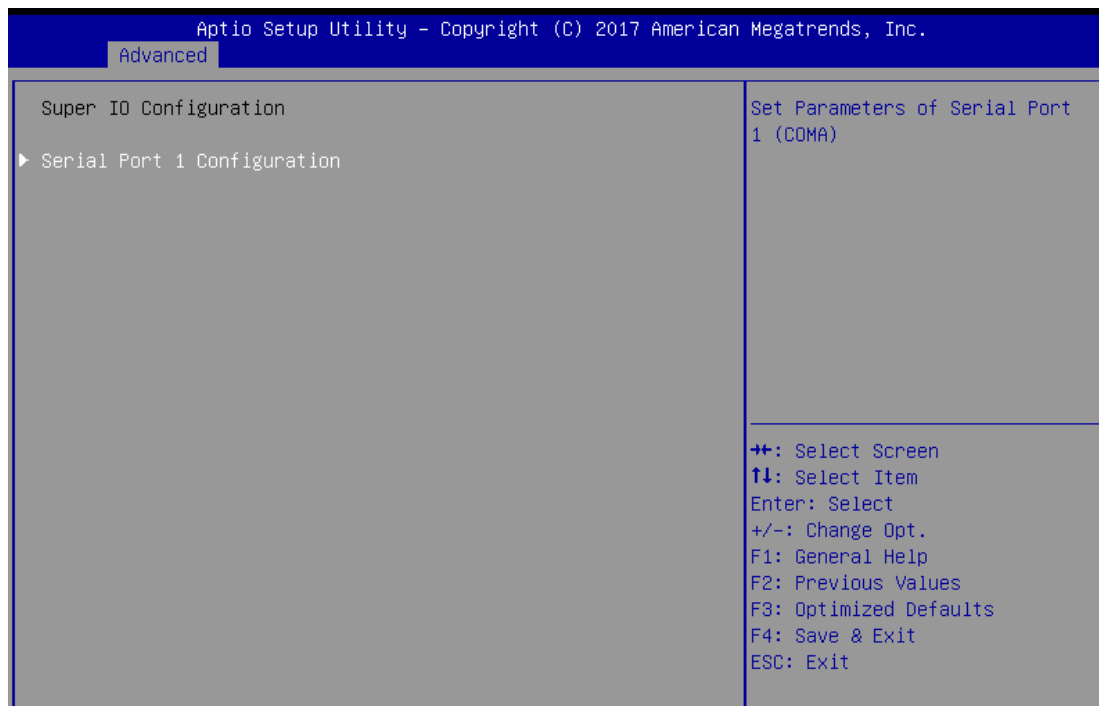 Aptio Setup Utility – Copyright (C) 2017 American Megatrends, Inc.
Advanced
Super IO Configuration
▶ Serial Port 1 Configuration
Set Parameters of Serial Port
1 (COMA)
→←: Select Screen
↑↓: Select Item
Enter: Select
+/-: Change Opt.
F1: General Help
F2: Previous Values
F3: Optimized Defaults
F4: Save & Exit
ESC: Exit